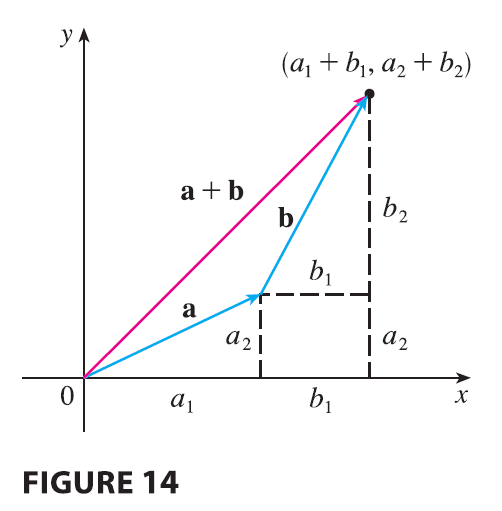 y
(a₁ + b₁, a₂ + b₂)
a + b
b
b₂
b₁
a
a₂
a₂
0
a₁
b₁
x
FIGURE 14